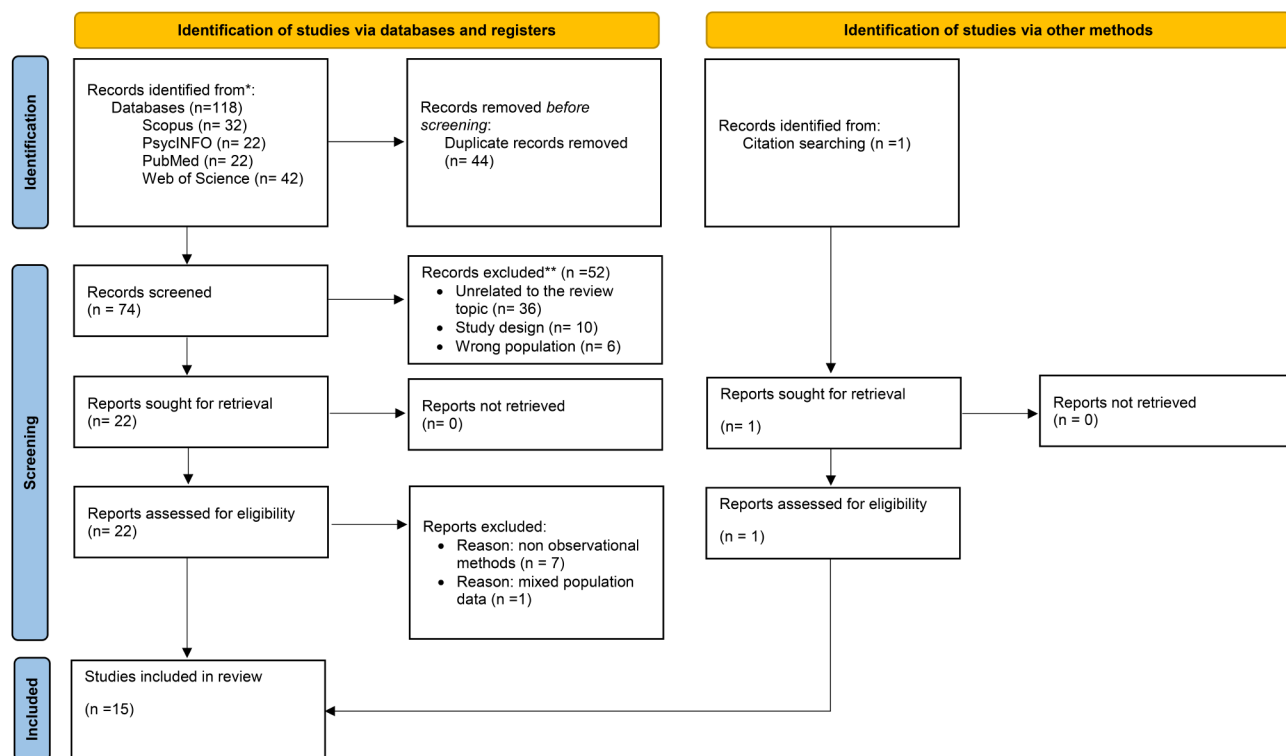 Identification of studies via databases and registers
Identification of studies via other methods
Identification
Records identified from*:
Databases (n=118)
Scopus (n= 32)
PsycINFO (n= 22)
PubMed (n= 22)
Web of Science (n= 42)
Records removed before
screening:
Duplicate records removed
(n= 44)
Records identified from:
Citation searching (n =1)
Screening
Records screened
(n = 74)
Records excluded** (n =52)
• Unrelated to the review
topic (n= 36)
• Study design (n= 10)
• Wrong population (n= 6)
Reports sought for retrieval
(n= 22)
Reports not retrieved
(n= 0)
Reports sought for retrieval
(n= 1)
Reports not retrieved
(n = 0)
Reports assessed for eligibility
(n= 22)
Reports excluded:
• Reason: non observational
methods (n = 7)
• Reason: mixed population
data (n =1)
Reports assessed for eligibility
(n = 1)
Included
Studies included in review
(n =15)